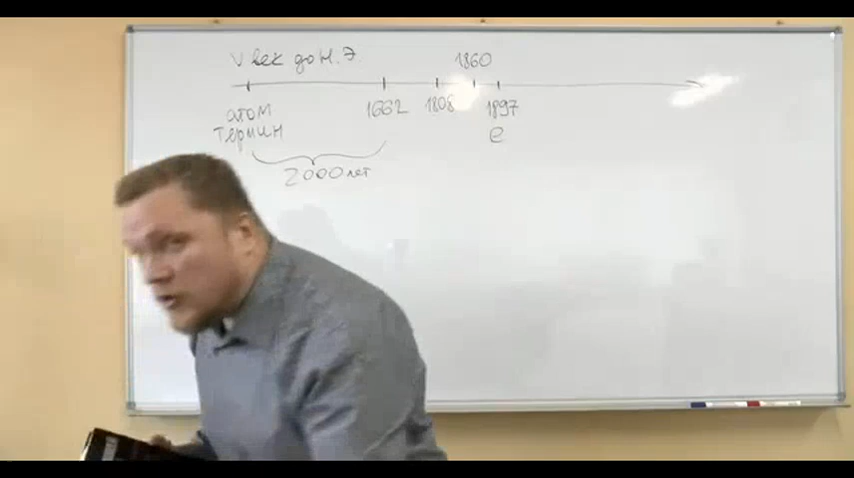 V век до н.э.
1860
атом
термин
1662
1808
1897
e
2000 лет